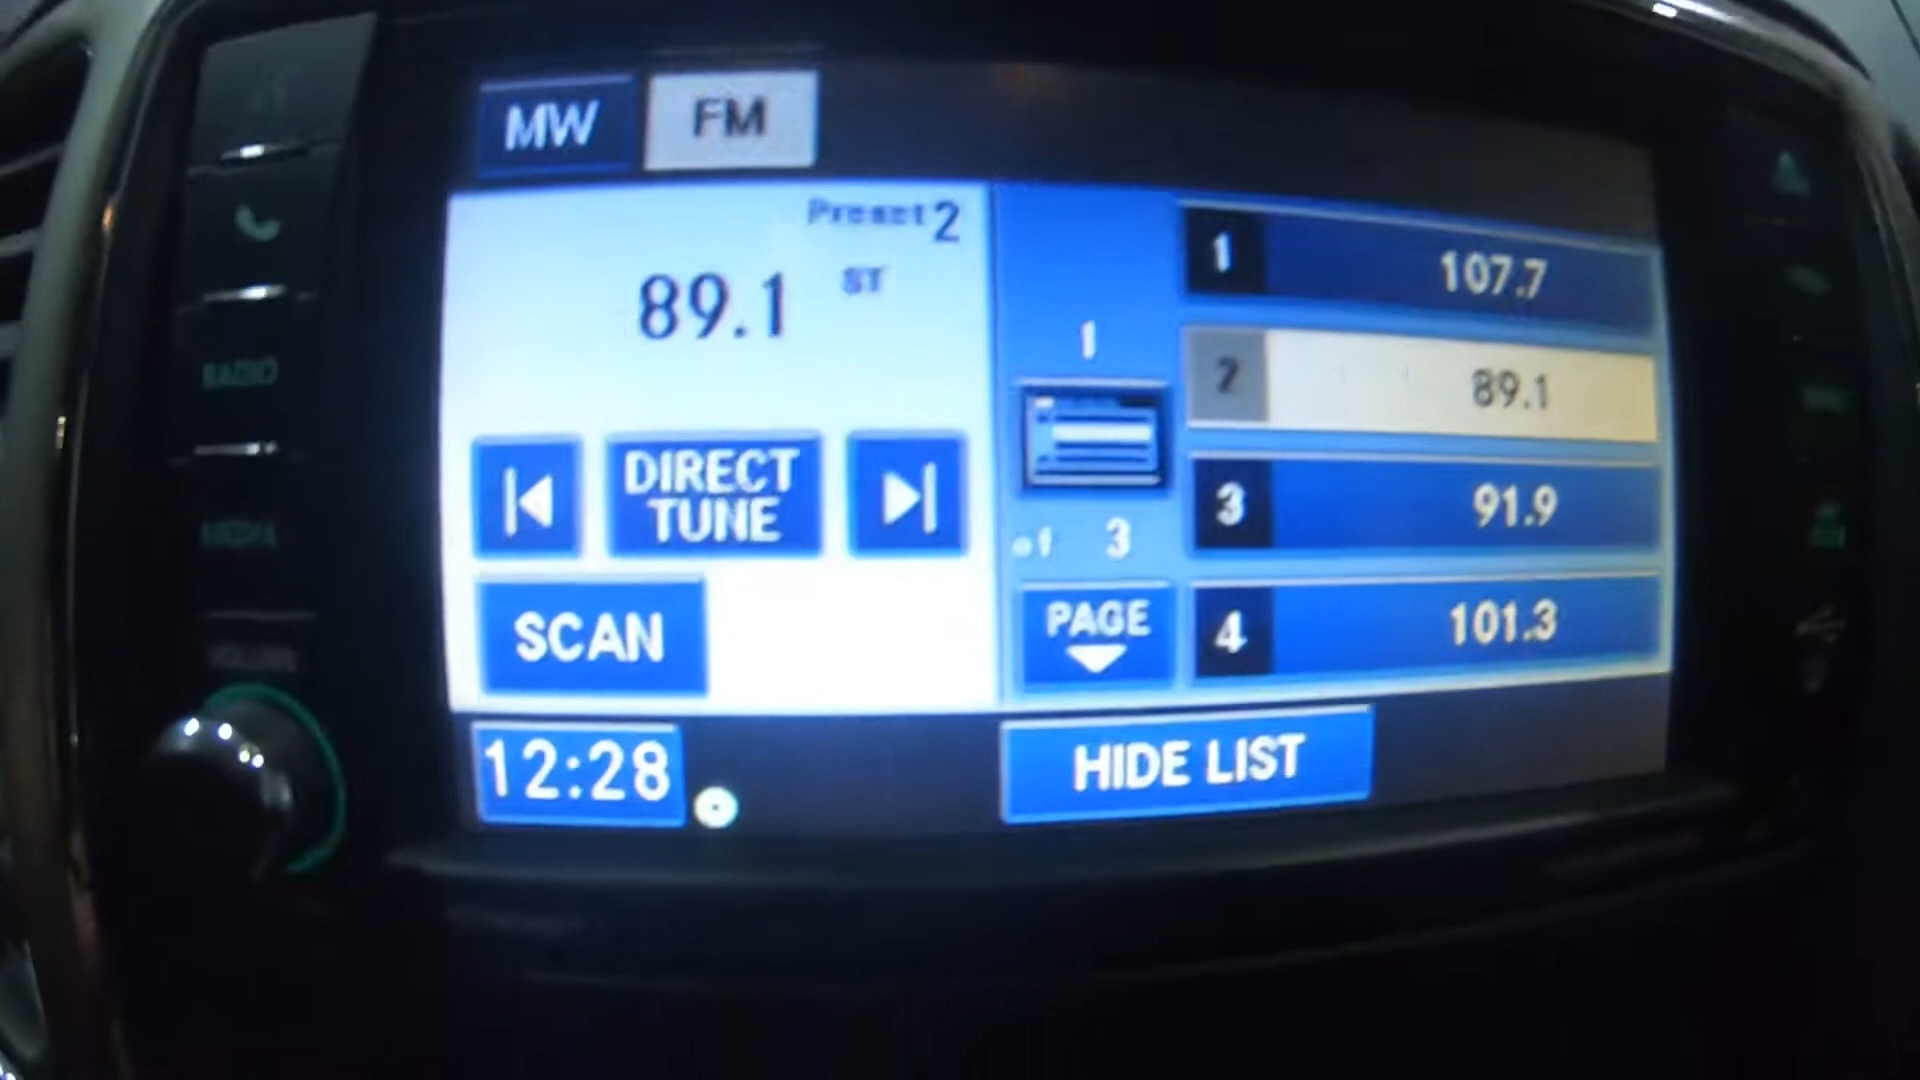 MW
FM
Preset 2
89.1 ST
DIRECT
TUNE
SCAN
12:28
1
of 3
PAGE
1 107.7
2 89.1
3 91.9
4 101.3
HIDE LIST
RADIO
MEDIA
VOLUME